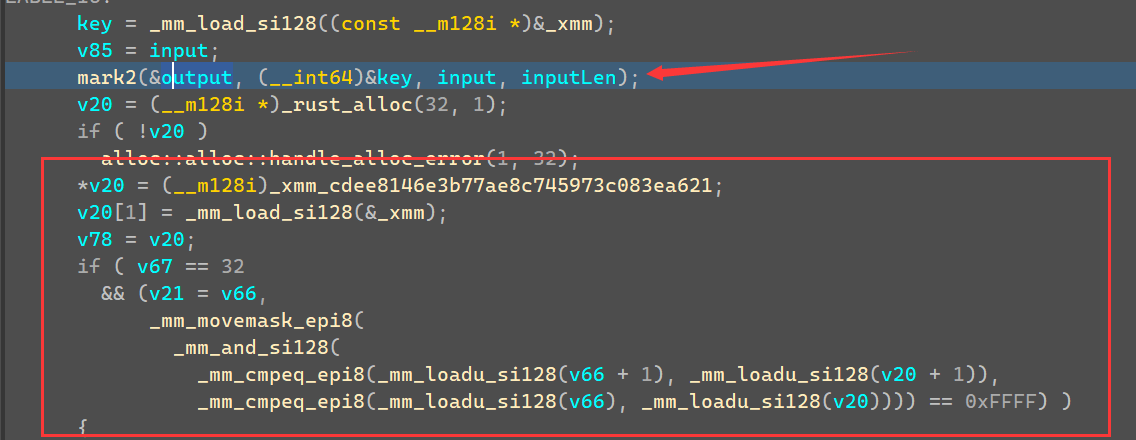 key = _mm_load_si128((const __m128i *)&_xmm);
v85 = input;
mark2(&output, (__int64)&key, input, inputLen);
v20 = (__m128i *)_rust_alloc(32, 1);
if ( !v20 )
alloc::alloc::handle_alloc_error(1, 32);
*v20 = (__m128i)_xmm_cdee8146e3b77ae8c745973c083ea621;
v20[1] = _mm_load_si128(&_xmm);
v78 = v20;
if ( v67 == 32
&& (v21 = v66,
_mm_movemask_epi8(
_mm_and_si128(
_mm_cmpeq_epi8(_mm_loadu_si128(v66 + 1), _mm_loadu_si128(v20 + 1)),
_mm_cmpeq_epi8(_mm_loadu_si128(v66), _mm_loadu_si128(v20)))) == 0xFFFF) )
{